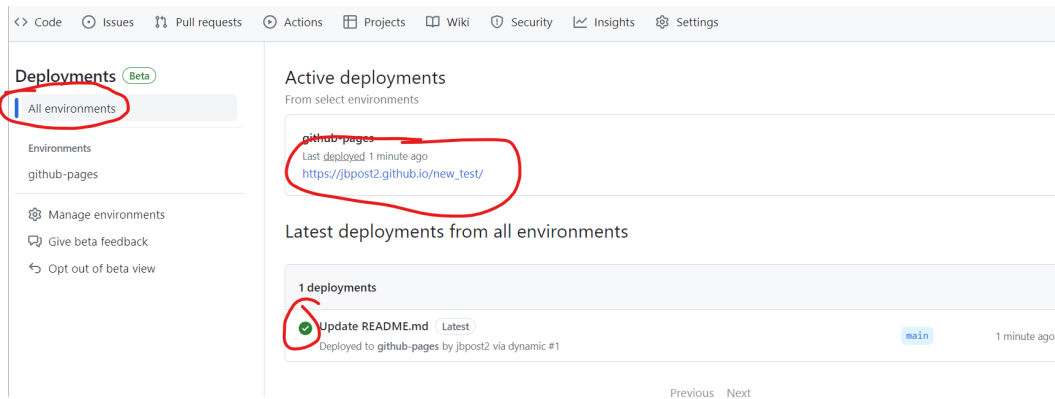 Code Issues Pull requests Actions Projects Wiki Security Insights Settings
Deployments Beta
All environments
Environments
github-pages
Manage environments
Give beta feedback
Opt out of beta view
Active deployments
From select environments
github-pages
Last deployed 1 minute ago
https://jbpost2.github.io/new_test/
Latest deployments from all environments
1 deployments
Update README.md Latest
Deployed to github-pages by jbpost2 via dynamic #1
main
1 minute ago
Previous Next